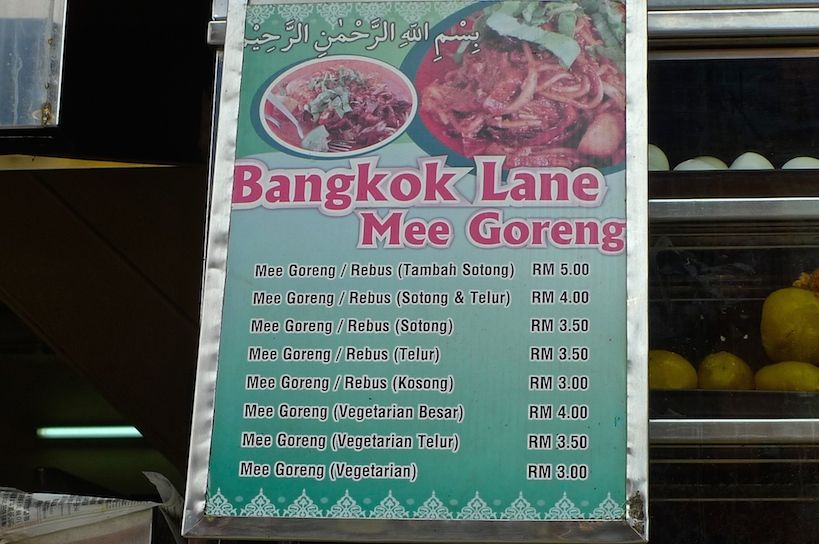 بِسْمِ اللهِ الرَّحْمٰنِ الرَّحِيْمِ
Bangkok Lane
Mee Goreng
Mee Goreng / Rebus (Tambah Sotong) RM 5.00
Mee Goreng / Rebus (Sotong & Telur) RM 4.00
Mee Goreng / Rebus (Sotong) RM 3.50
Mee Goreng / Rebus (Telur) RM 3.50
Mee Goreng / Rebus (Kosong) RM 3.00
Mee Goreng (Vegetarian Besar) RM 4.00
Mee Goreng (Vegetarian Telur) RM 3.50
Mee Goreng (Vegetarian) RM 3.00